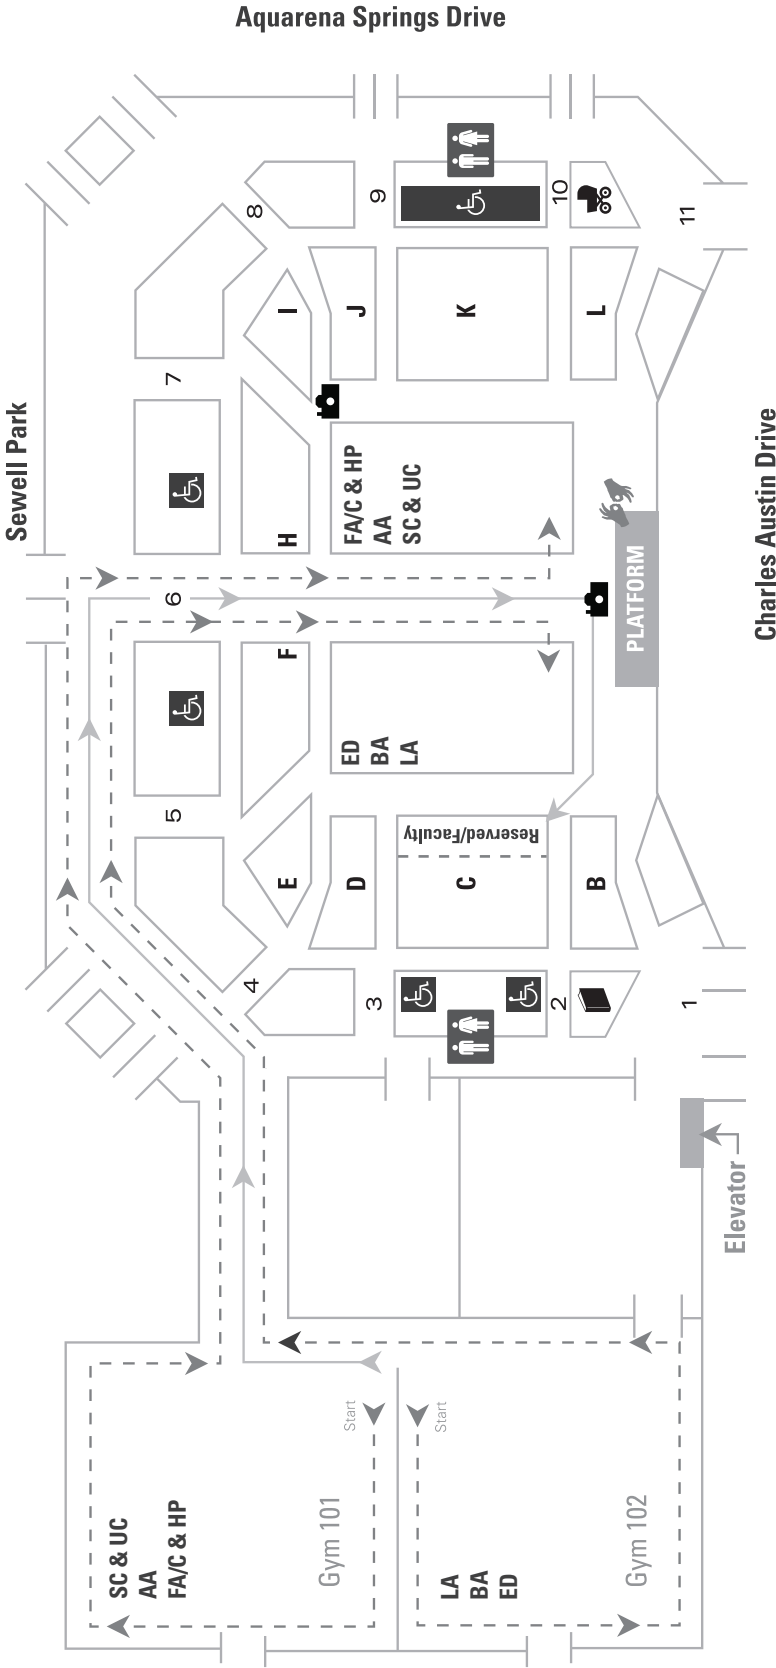 Aquarena Springs Drive
Sewell Park
Charles Austin Drive
8
9
10
11
7
I
J
K
L
H
FA/C & HP
AA
SC & UC
6
PLATFORM
F
ED
BA
LA
5
E
D
C
Reserved/Faculty
B
4
3
2
1
Elevator
Start
Start
SC & UC
AA
FA/C & HP
Gym 101
LA
BA
ED
Gym 102